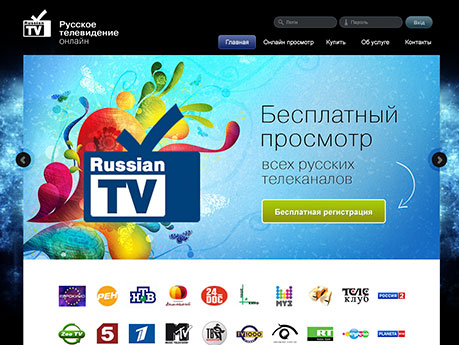 Russian
TV
Русское
телевидение
онлайн
Логин
Пароль
Вход
Главная
Онлайн просмотр
Купить
Об услуге
Контакты
Russian
TV
Бесплатный
просмотр
всех русских
телеканалов
Бесплатная регистрация
ЕВРОКИНО
РЕН
НТВ
24
DOC
МУЗ
ТЕЛЕ
клуб
РОССИЯ 2
Zee TV
5
1
MTV
TV1000
RT
PLANETA